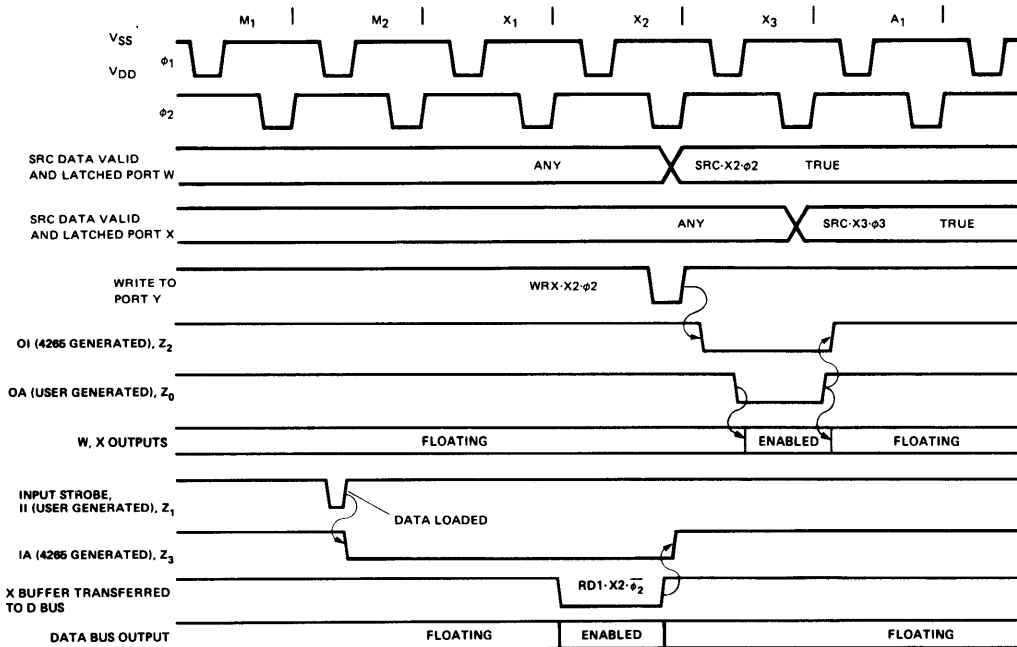 M1 | M2 | X1 | X2 | X3 | A1 |
VSS
ϕ1
VDD
ϕ2
SRC DATA VALID
AND LATCHED PORT W
ANY
SRC·X2·ϕ2 TRUE
SRC DATA VALID
AND LATCHED PORT X
ANY
SRC·X3·ϕ3 TRUE
WRITE TO
PORT Y
WRX·X2·ϕ2
OI (4265 GENERATED), Z2
OA (USER GENERATED), Z0
W, X OUTPUTS
FLOATING
ENABLED
FLOATING
INPUT STROBE,
II (USER GENERATED), Z1
DATA LOADED
IA (4265 GENERATED), Z3
X BUFFER TRANSFERRED
TO D BUS
RD1·X2·ϕ̅2
DATA BUS OUTPUT
FLOATING
ENABLED
FLOATING